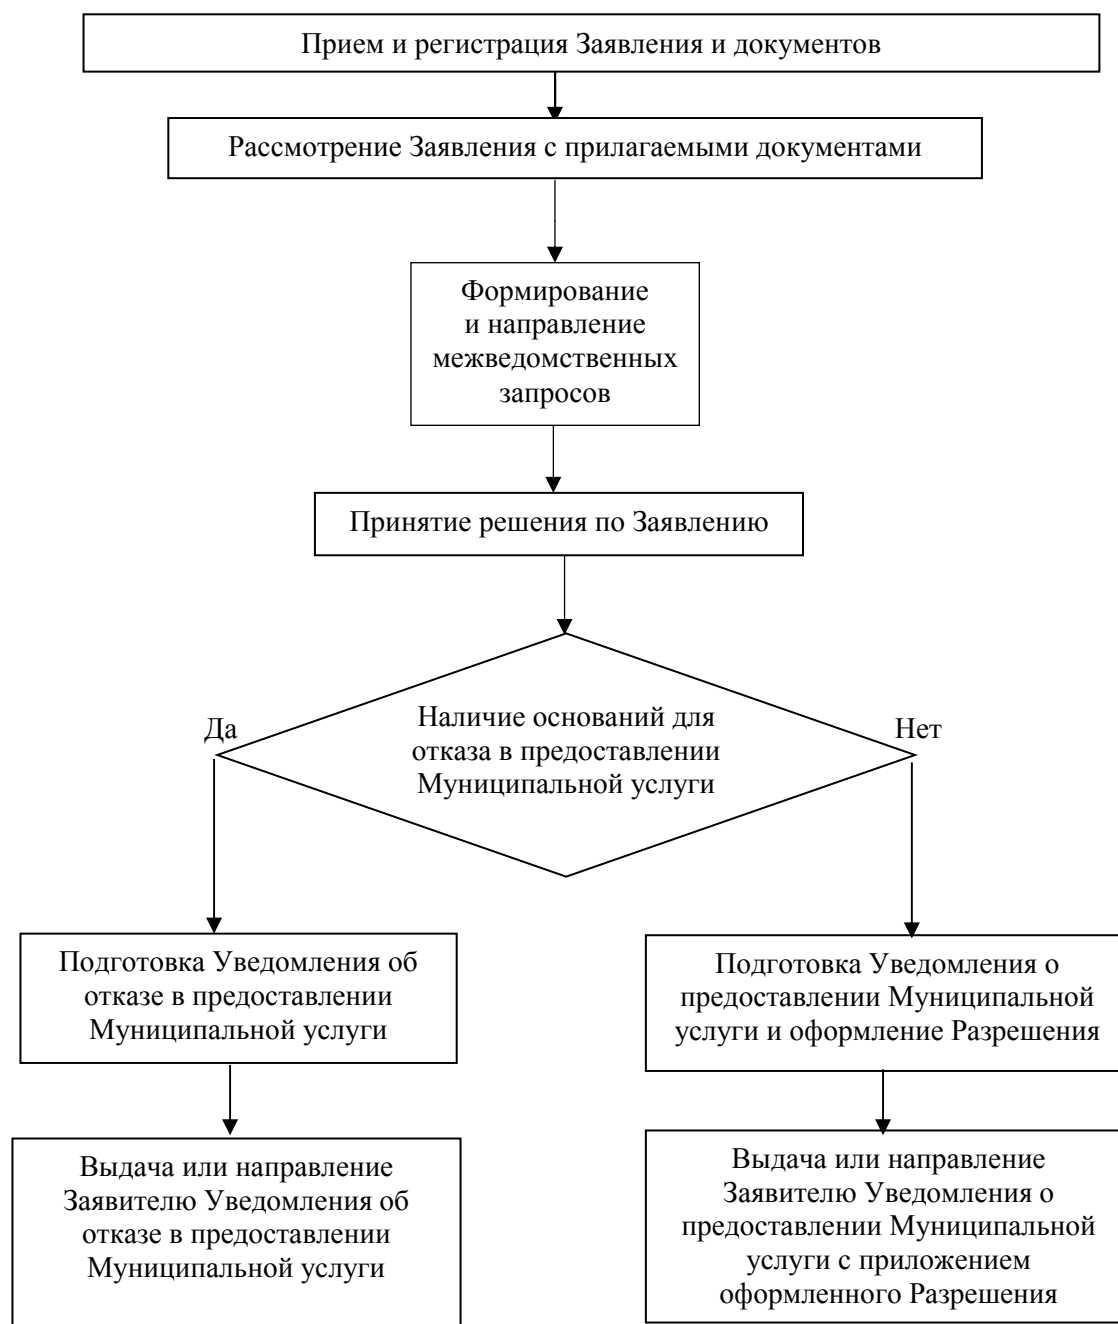 Прием и регистрация Заявления и документов
Рассмотрение Заявления с прилагаемыми документами
Формирование
и направление
межведомственных
запросов
Принятие решения по Заявлению
Да
Наличие оснований для
отказа в предоставлении
Муниципальной услуги
Нет
Подготовка Уведомления об
отказе в предоставлении
Муниципальной услуги
Подготовка Уведомления о
предоставлении Муниципальной
услуги и оформление Разрешения
Выдача или направление
Заявителю Уведомления об
отказе в предоставлении
Муниципальной услуги
Выдача или направление
Заявителю Уведомления о
предоставлении Муниципальной
услуги с приложением
оформленного Разрешения